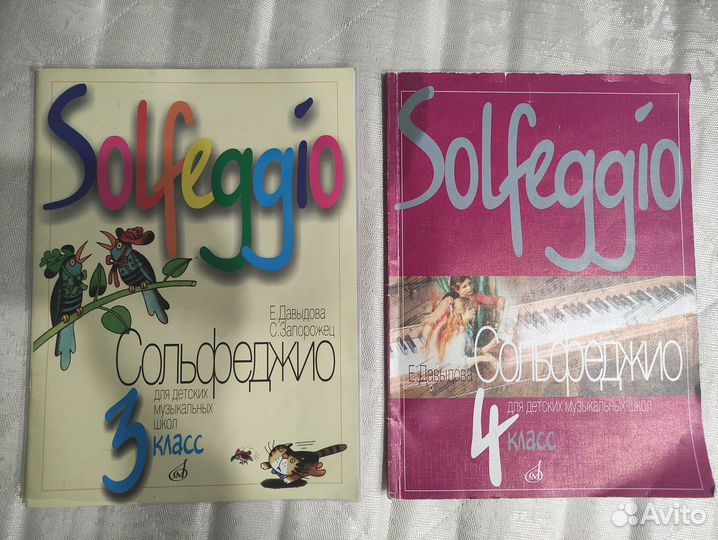 Solfeggio
Е. Давыдова
С. Запорожец
Сольфеджио
для детских
музыкальных
школ
3 класс
Solfeggio
Е. Давыдова
Сольфеджио
для детских музыкальных школ
4 класс
Avito